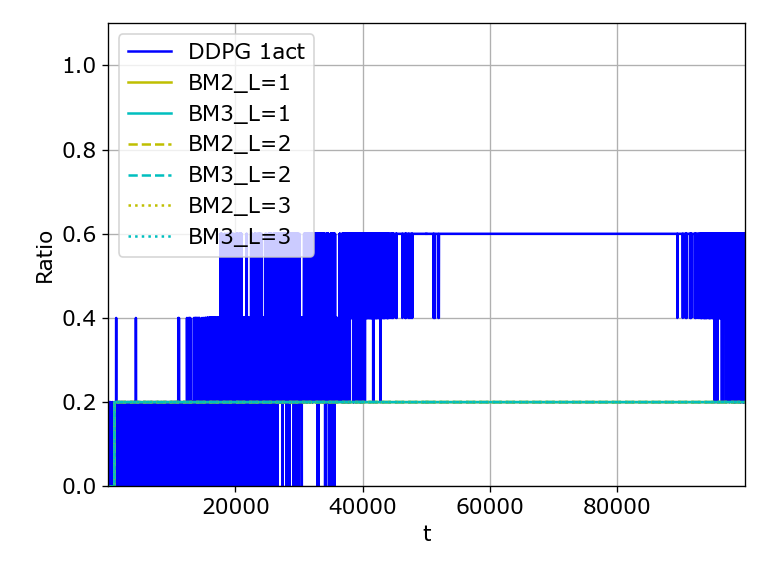 DDPG 1act
BM2_L=1
BM3_L=1
BM2_L=2
BM3_L=2
BM2_L=3
BM3_L=3
Ratio
1.0
0.8
0.6
0.4
0.2
0.0
20000 40000 60000 80000
t